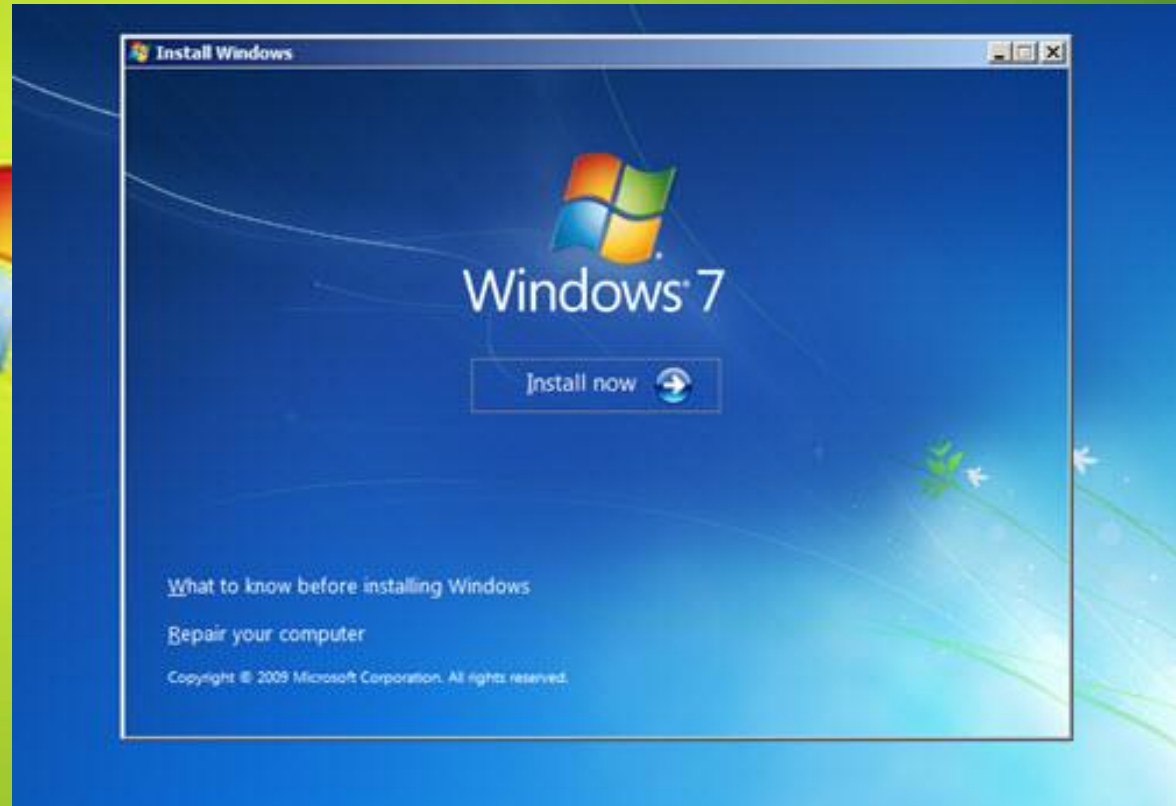 Install Windows
Windows® 7
Install now
What to know before installing Windows
Repair your computer
Copyright © 2009 Microsoft Corporation. All rights reserved.